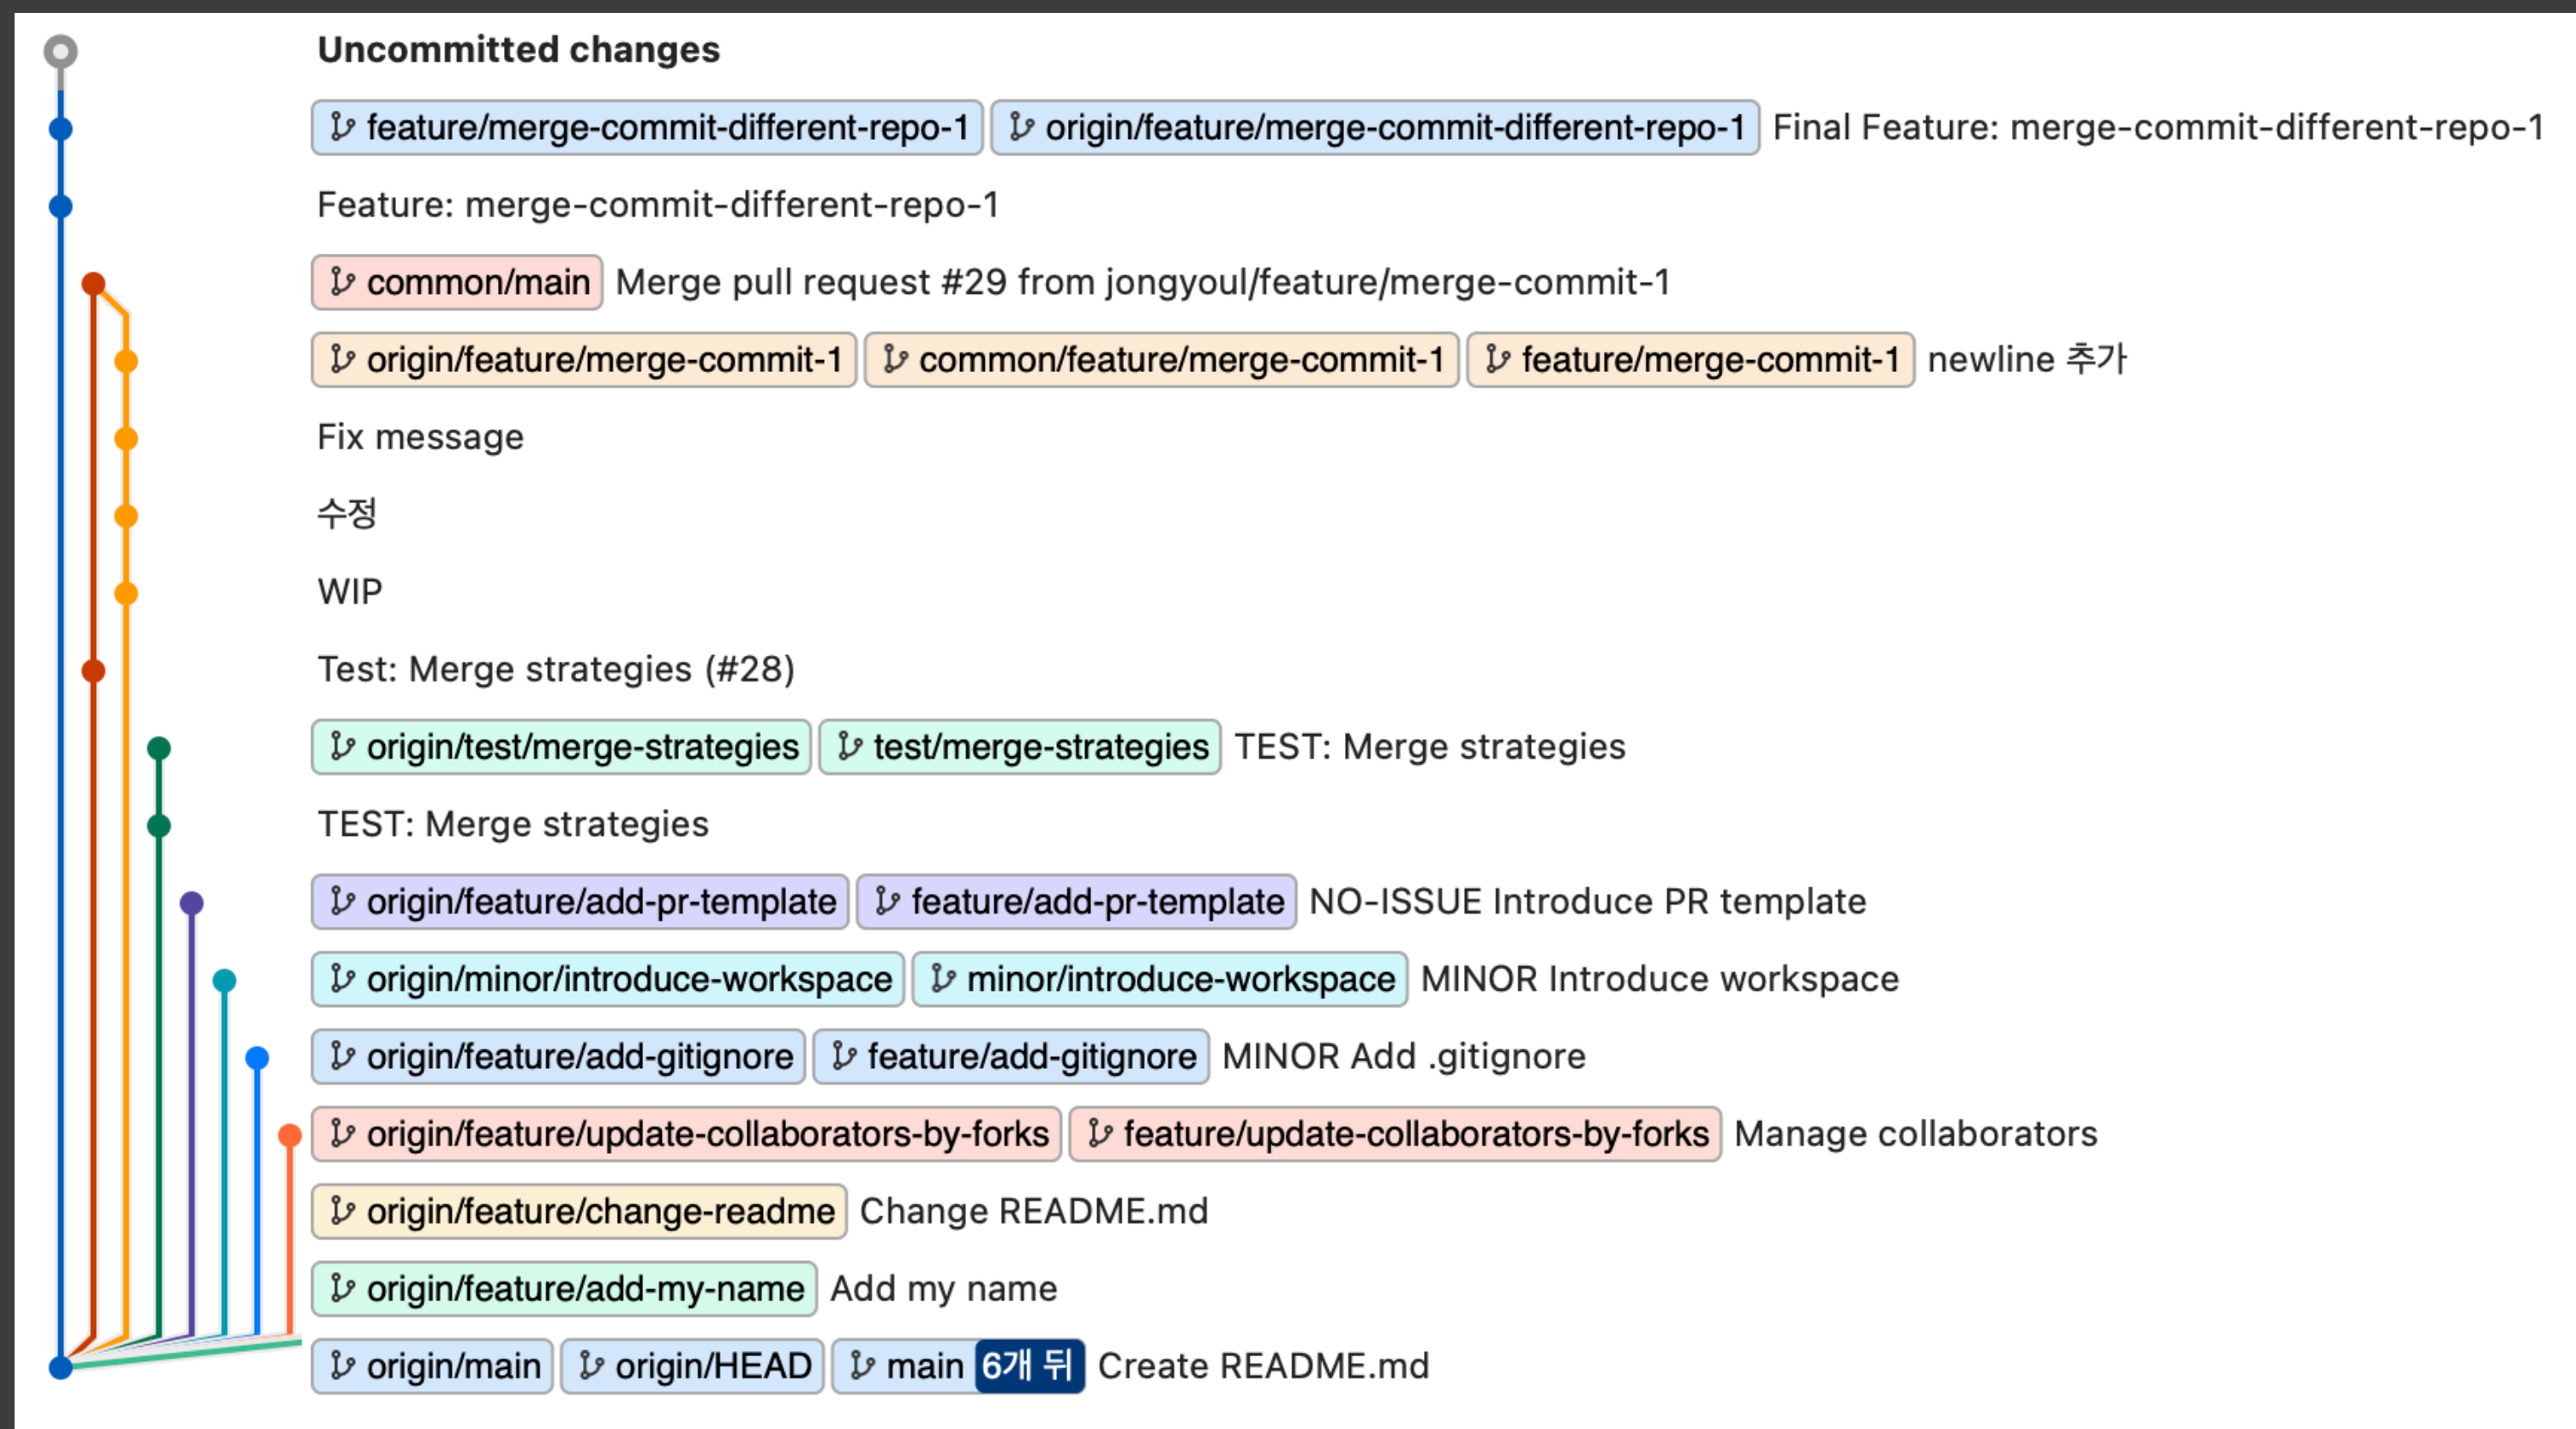 Uncommitted changes
feature/merge-commit-different-repo-1 origin/feature/merge-commit-different-repo-1 Final Feature: merge-commit-different-repo-1
Feature: merge-commit-different-repo-1
common/main Merge pull request #29 from jongyoul/feature/merge-commit-1
origin/feature/merge-commit-1 common/feature/merge-commit-1 feature/merge-commit-1 newline 추가
Fix message
수정
WIP
Test: Merge strategies (#28)
origin/test/merge-strategies test/merge-strategies TEST: Merge strategies
TEST: Merge strategies
origin/feature/add-pr-template feature/add-pr-template NO-ISSUE Introduce PR template
origin/minor/introduce-workspace minor/introduce-workspace MINOR Introduce workspace
origin/feature/add-gitignore feature/add-gitignore MINOR Add .gitignore
origin/feature/update-collaborators-by-forks feature/update-collaborators-by-forks Manage collaborators
origin/feature/change-readme Change README.md
origin/feature/add-my-name Add my name
origin/main origin/HEAD main 6개 뒤 Create README.md